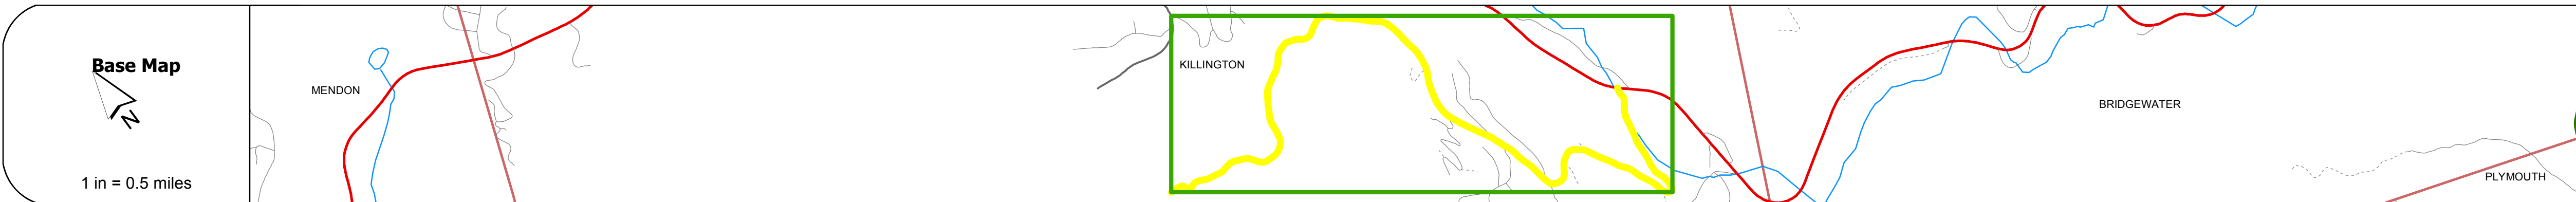 Base Map
N
1 in = 0.5 miles
MENDON
KILLINGTON
BRIDGEWATER
PLYMOUTH